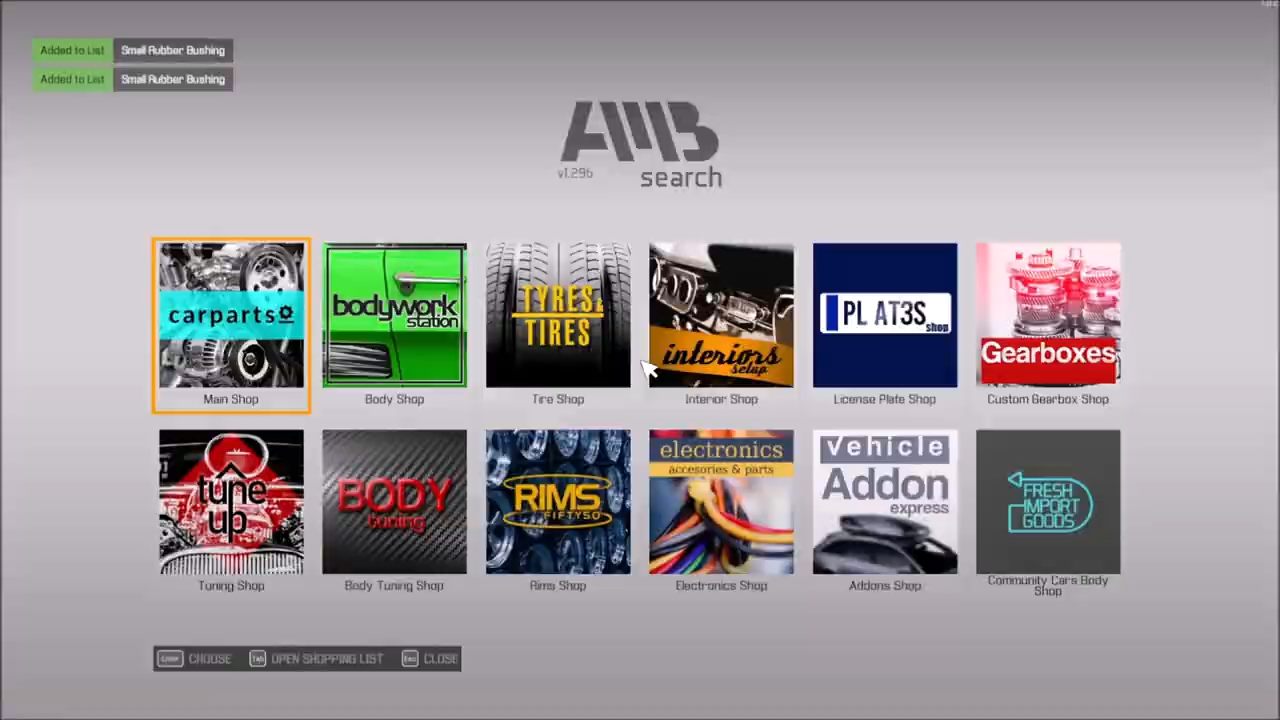 Added to List Small Rubber Bushing
Added to List Small Rubber Bushing
AMB
v1.296
search
carparts
bodywork
station
TYRES&
TIRES
interiors
setup
PL AT3S
shop
Gearboxes
Main Shop
Body Shop
Tire Shop
Interior Shop
License Plate Shop
Custom Gearbox Shop
tune
up
BODY
tuning
RIMS
FIFTY50
electronics
accesories & parts
vehicle
Addon
express
FRESH
IMPORT
GOODS
Tuning Shop
Body Tuning Shop
Rims Shop
Electronics Shop
Addons Shop
Community Cars Body
Shop
Enter CHOOSE Tab OPEN SHOPPING LIST Esc CLOSE